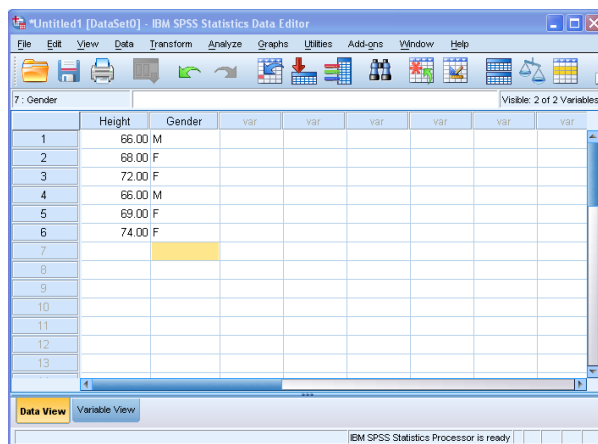 *Untitled1 [DataSet0] - IBM SPSS Statistics Data Editor
File Edit View Data Transform Analyze Graphs Utilities Add-ons Window Help
7 : Gender Visible: 2 of 2 Variables
Height Gender var var var var var var
1 66.00 M
2 68.00 F
3 72.00 F
4 66.00 M
5 69.00 F
6 74.00 F
7
8
9
10
11
12
13
Data View Variable View
IBM SPSS Statistics Processor is ready